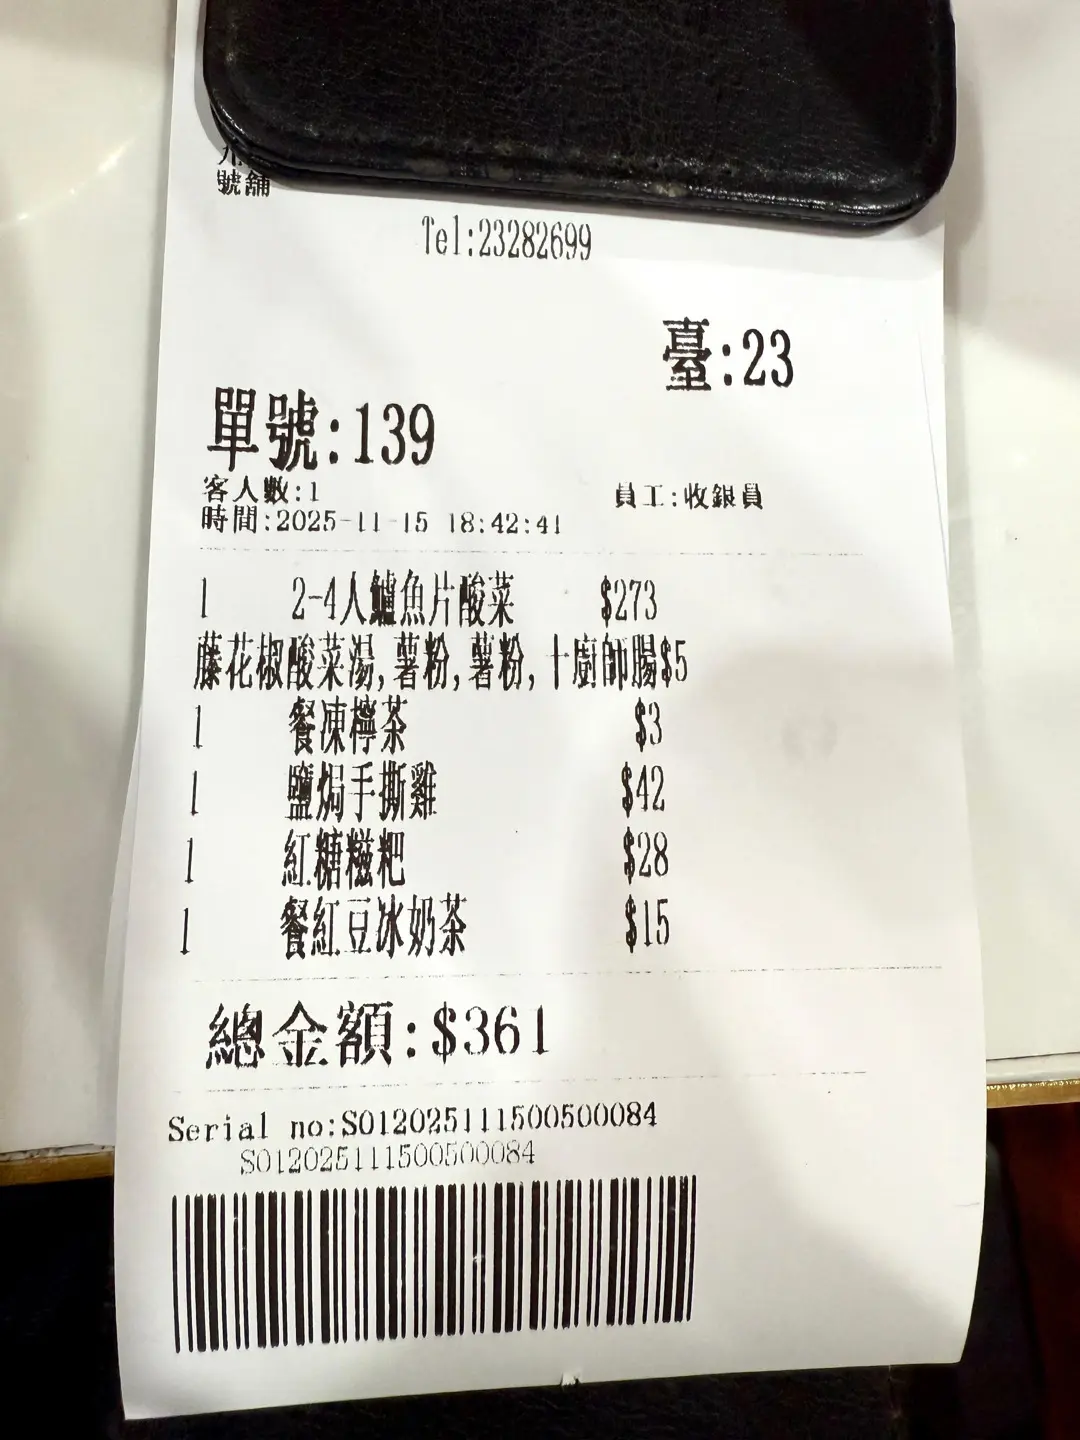 號舖
Tel:23282699
臺:23
單號:139
客人數:1 員工:收銀員
時間:2025-11-15 18:42:41
1 2-4人鱸魚片酸菜 $273
藤花椒酸菜湯,薯粉,薯粉,十廚師腸$5
1 餐凍檸茶 $3
1 鹽焗手撕雞 $42
1 紅糖糍粑 $28
1 餐紅豆冰奶茶 $15
總金額:$361
Serial no:S012025111500500084
S012025111500500084